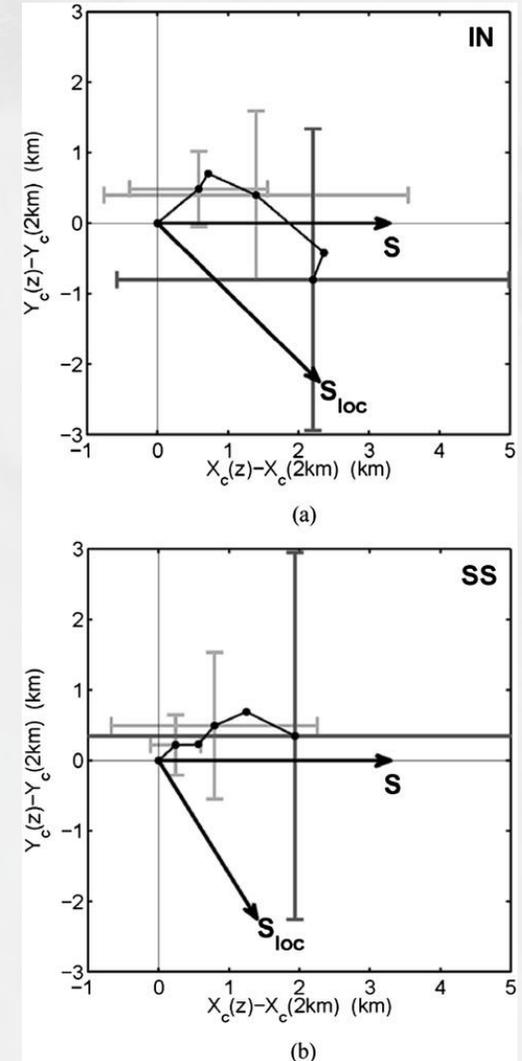 IN
3
2
1
0
−1
−2
−3
Y_c(z)−Y_c(2km) (km)
S
S_loc
−1 0 1 2 3 4 5
X_c(z)−X_c(2km) (km)
(a)
SS
3
2
1
0
−1
−2
−3
Y_c(z)−Y_c(2km) (km)
S
S_loc
−1 0 1 2 3 4 5
X_c(z)−X_c(2km) (km)
(b)